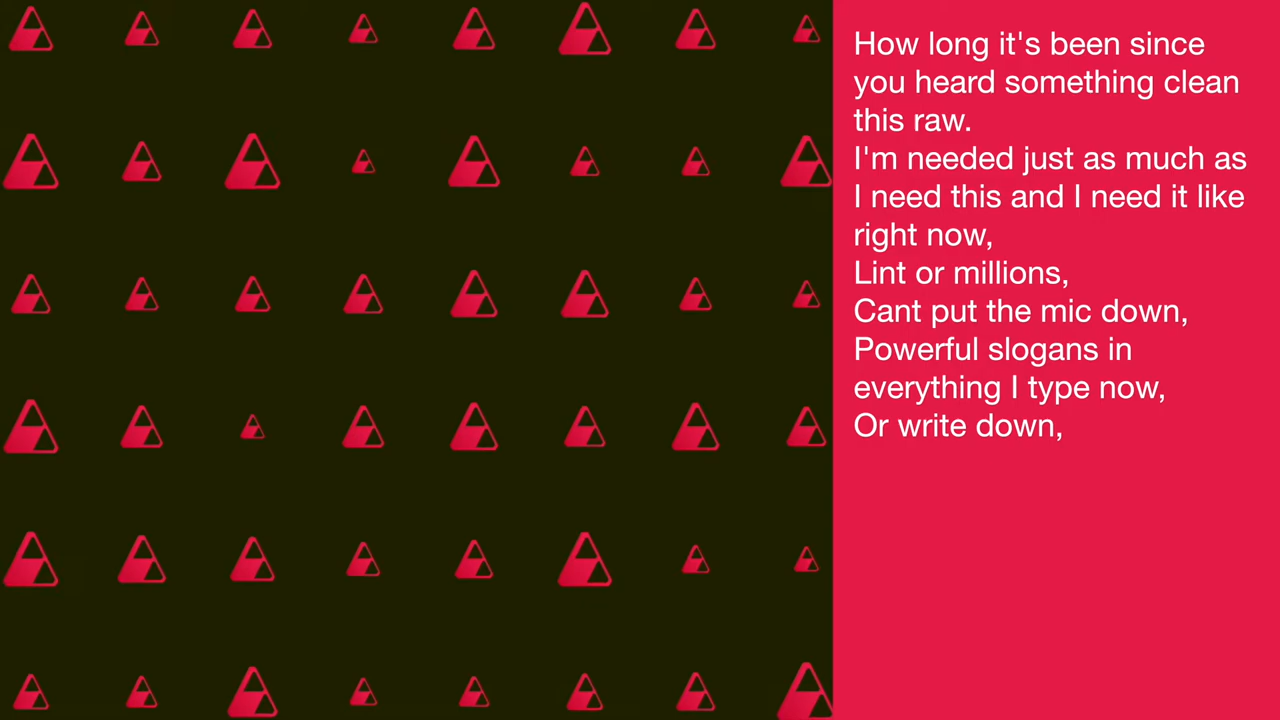 How long it's been since
you heard something clean
this raw.
I'm needed just as much as
I need this and I need it like
right now,
Lint or millions,
Cant put the mic down,
Powerful slogans in
everything I type now,
Or write down,